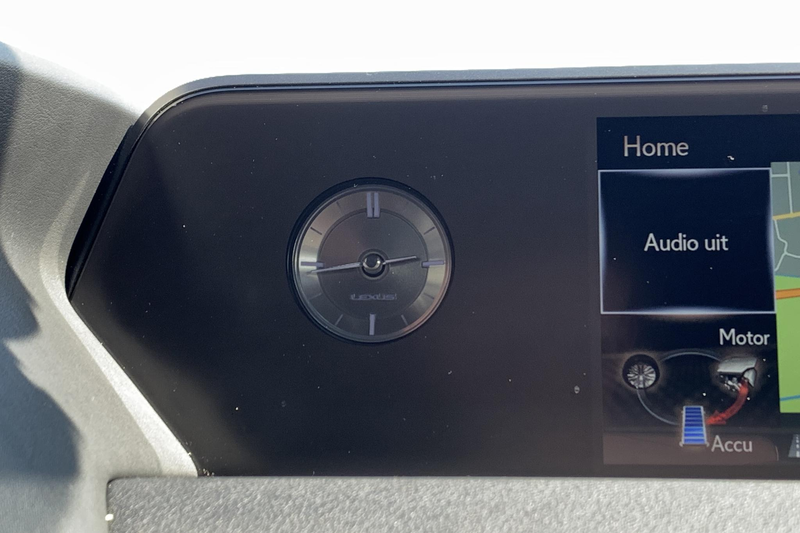 LEXUS
Home
Audio uit
Motor
Accu